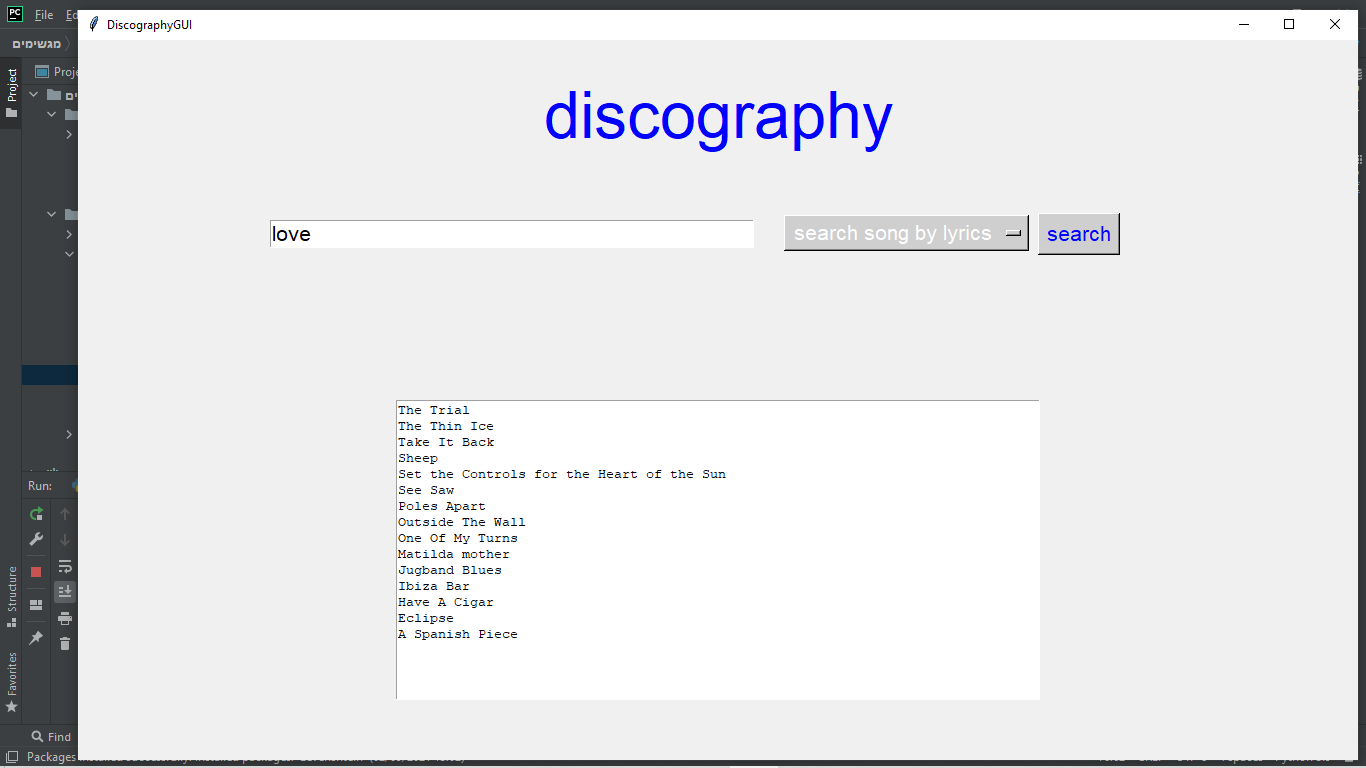 PC File
DiscographyGUI
מגשימים
Project
discography
love
search song by lyrics
search
The Trial
The Thin Ice
Take It Back
Sheep
Set the Controls for the Heart of the Sun
See Saw
Poles Apart
Outside The Wall
One Of My Turns
Matilda mother
Jugband Blues
Ibiza Bar
Have A Cigar
Eclipse
A Spanish Piece
Run:
Structure
Favorites
Find
Packages